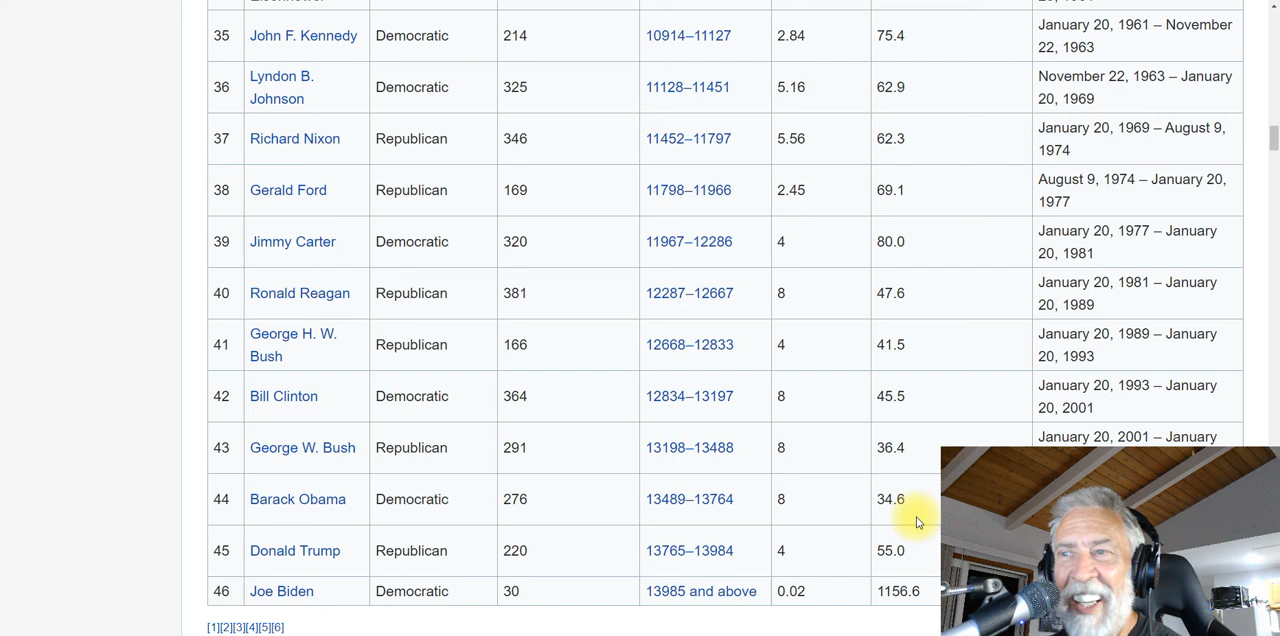 35 John F. Kennedy Democratic 214 10914–11127 2.84 75.4 January 20, 1961 – November
22, 1963
36 Lyndon B.
Johnson Democratic 325 11128–11451 5.16 62.9 November 22, 1963 – January
20, 1969
37 Richard Nixon Republican 346 11452–11797 5.56 62.3 January 20, 1969 – August 9,
1974
38 Gerald Ford Republican 169 11798–11966 2.45 69.1 August 9, 1974 – January 20,
1977
39 Jimmy Carter Democratic 320 11967–12286 4 80.0 January 20, 1977 – January
20, 1981
40 Ronald Reagan Republican 381 12287–12667 8 47.6 January 20, 1981 – January
20, 1989
41 George H. W.
Bush Republican 166 12668–12833 4 41.5 January 20, 1989 – January
20, 1993
42 Bill Clinton Democratic 364 12834–13197 8 45.5 January 20, 1993 – January
20, 2001
43 George W. Bush Republican 291 13198–13488 8 36.4 January 20, 2001 – January
44 Barack Obama Democratic 276 13489–13764 8 34.6
45 Donald Trump Republican 220 13765–13984 4 55.0
46 Joe Biden Democratic 30 13985 and above 0.02 1156.6
[1][2][3][4][5][6]